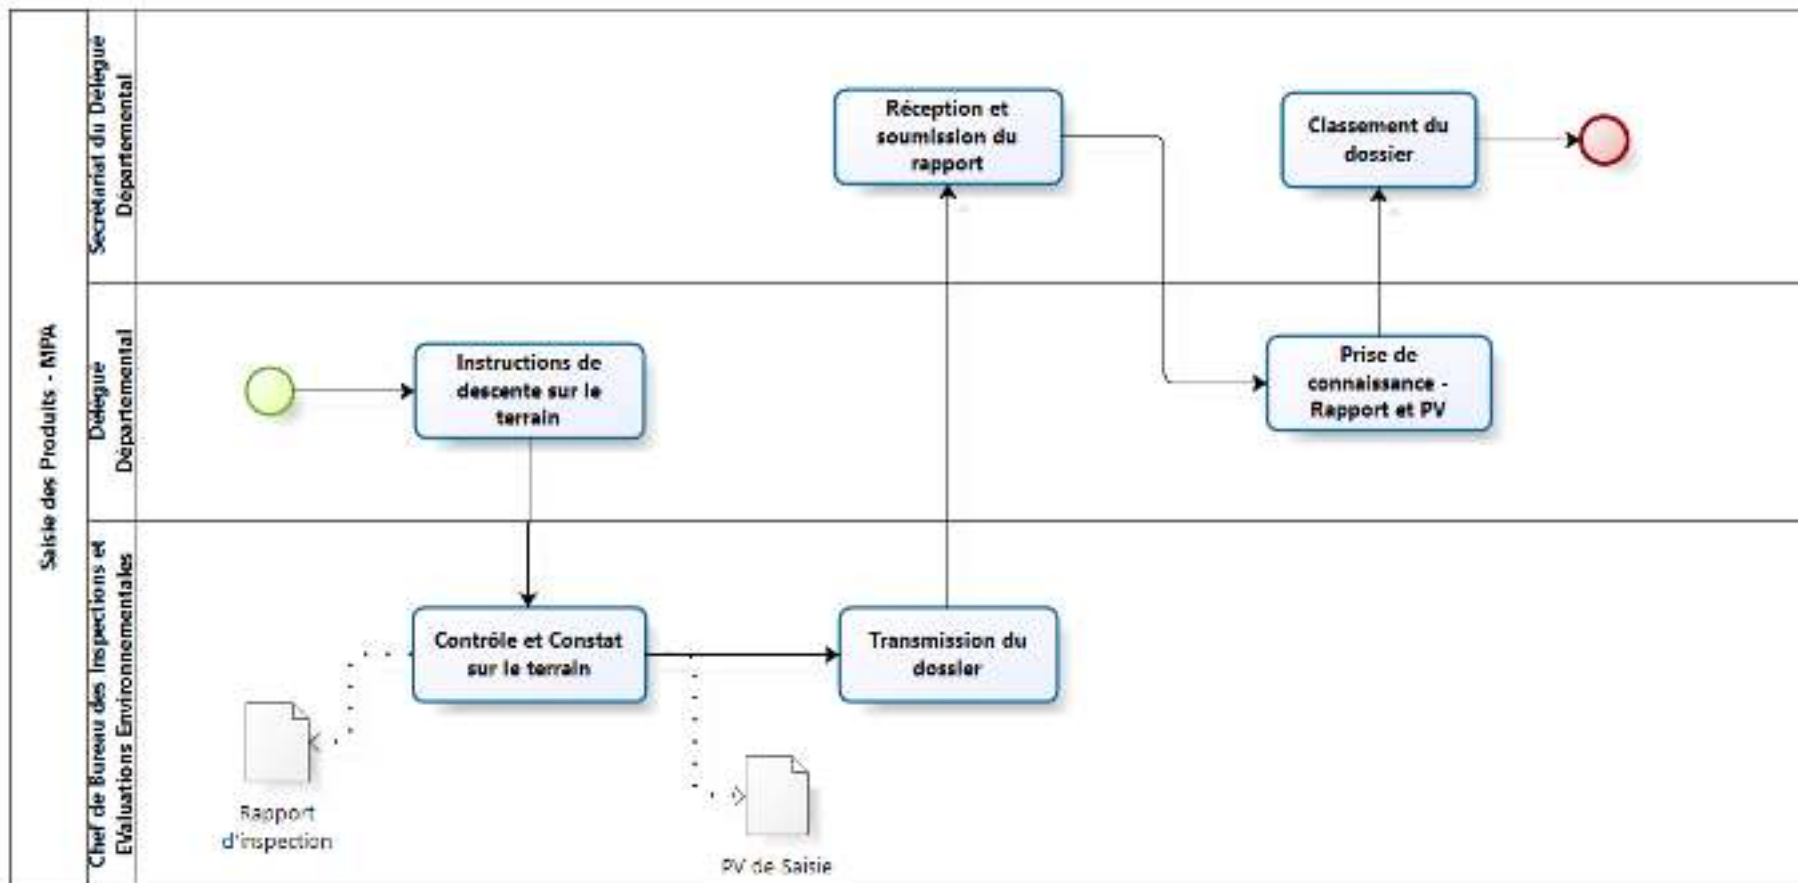 Saisie des Produits - MPA
Secrétariat du Délégué
Départemental
Réception et
soumission du
rapport
Classement du
dossier
Délégué
Départemental
Instructions de
descente sur le
terrain
Prise de
connaissance -
Rapport et PV
Chef de Bureau des Inspections et
EValuations Environnementales
Contrôle et Constat
sur le terrain
Transmission du
dossier
Rapport
d'inspection
PV de Saisie